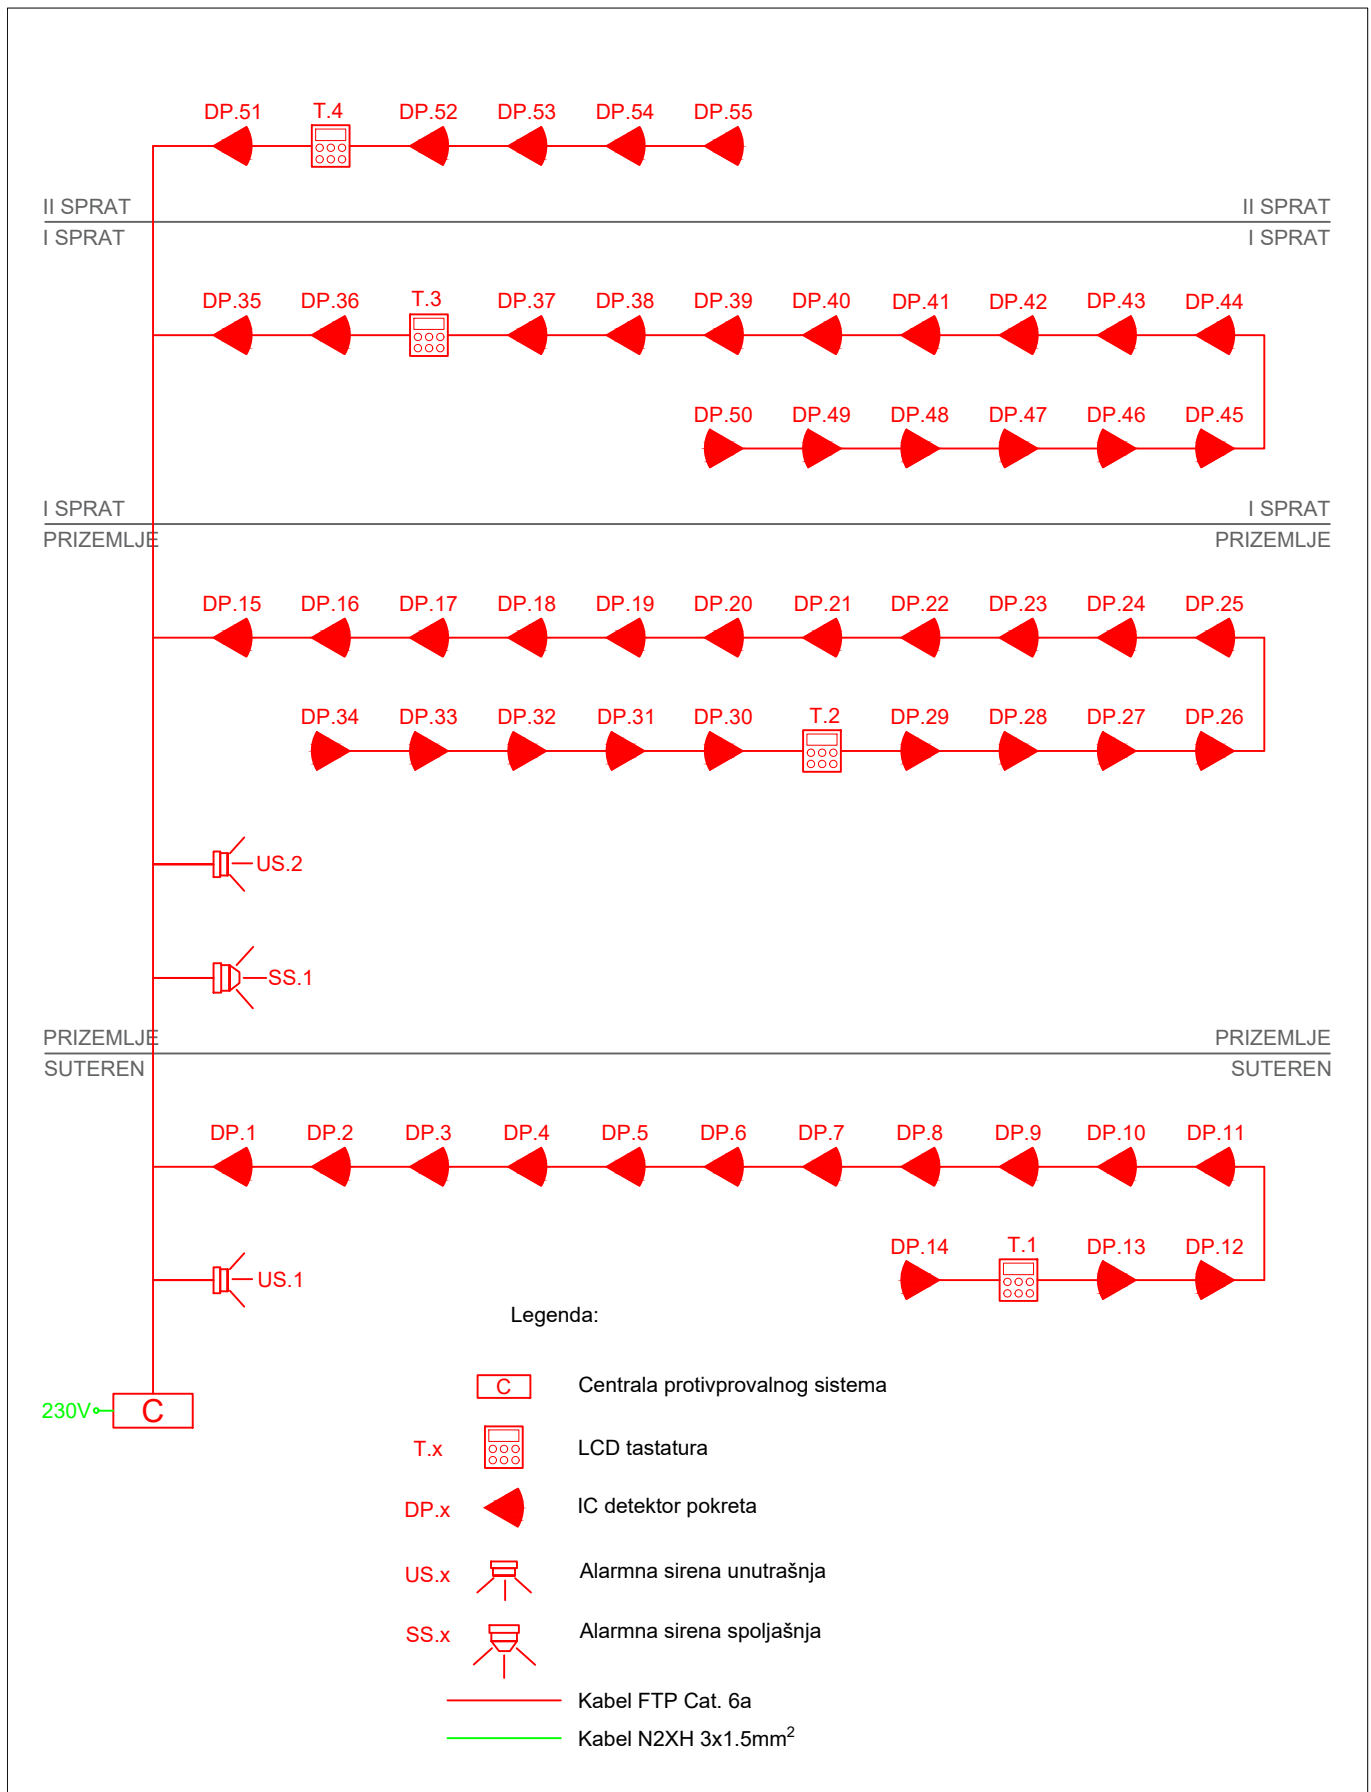 DP.51 T.4 DP.52 DP.53 DP.54 DP.55
II SPRAT II SPRAT
I SPRAT I SPRAT
DP.35 DP.36 T.3 DP.37 DP.38 DP.39 DP.40 DP.41 DP.42 DP.43 DP.44
DP.50 DP.49 DP.48 DP.47 DP.46 DP.45
I SPRAT I SPRAT
PRIZEMLJE PRIZEMLJE
DP.15 DP.16 DP.17 DP.18 DP.19 DP.20 DP.21 DP.22 DP.23 DP.24 DP.25
DP.34 DP.33 DP.32 DP.31 DP.30 T.2 DP.29 DP.28 DP.27 DP.26
US.2
SS.1
PRIZEMLJE PRIZEMLJE
SUTEREN SUTEREN
DP.1 DP.2 DP.3 DP.4 DP.5 DP.6 DP.7 DP.8 DP.9 DP.10 DP.11
DP.14 T.1 DP.13 DP.12
US.1
Legenda:
C Centrala protivprovalnog sistema
230V C
T.x LCD tastatura
DP.x IC detektor pokreta
US.x Alarmna sirena unutrašnja
SS.x Alarmna sirena spoljašnja
Kabel FTP Cat. 6a
Kabel N2XH 3x1.5mm²